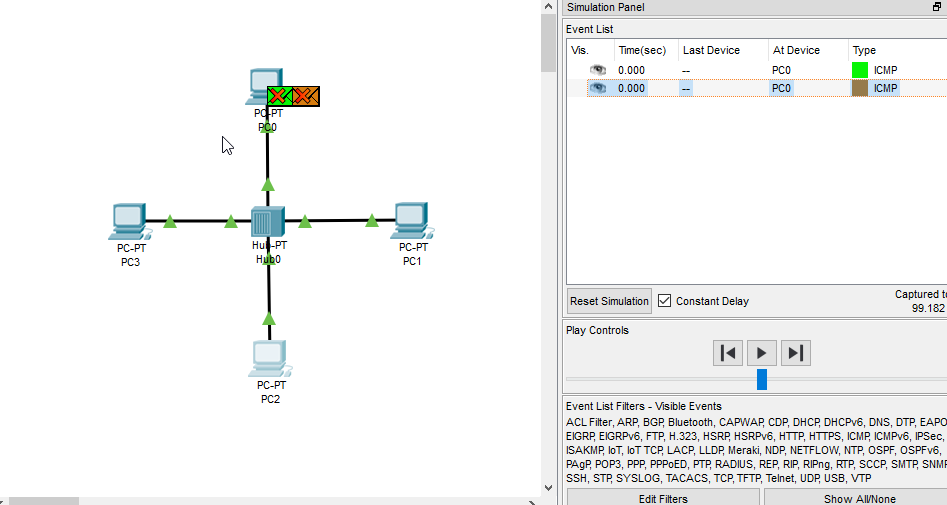 Simulation Panel
Event List
Vis. Time(sec) Last Device At Device Type
0.000 -- PC0 ICMP
0.000 -- PC0 ICMP
PC-PT
PC0
PC-PT
PC3
Hub-PT
Hub0
PC-PT
PC1
PC-PT
PC2
Reset Simulation Constant Delay
Captured to
99.182
Play Controls
Event List Filters - Visible Events
ACL Filter, ARP, BGP, Bluetooth, CAPWAP, CDP, DHCP, DHCPv6, DNS, DTP, EAPO
EIGRP, EIGRPv6, FTP, H.323, HSRP, HSRPv6, HTTP, HTTPS, ICMP, ICMPv6, IPSec,
ISAKMP, IoT, IoT TCP, LACP, LLDP, Meraki, NDP, NETFLOW, NTP, OSPF, OSPFv6,
PAgP, POP3, PPP, PPPoED, PTP, RADIUS, REP, RIP, RIPng, RTP, SCCP, SMTP, SNM
SSH, STP, SYSLOG, TACACS, TCP, TFTP, Telnet, UDP, USB, VTP
Edit Filters Show All/None